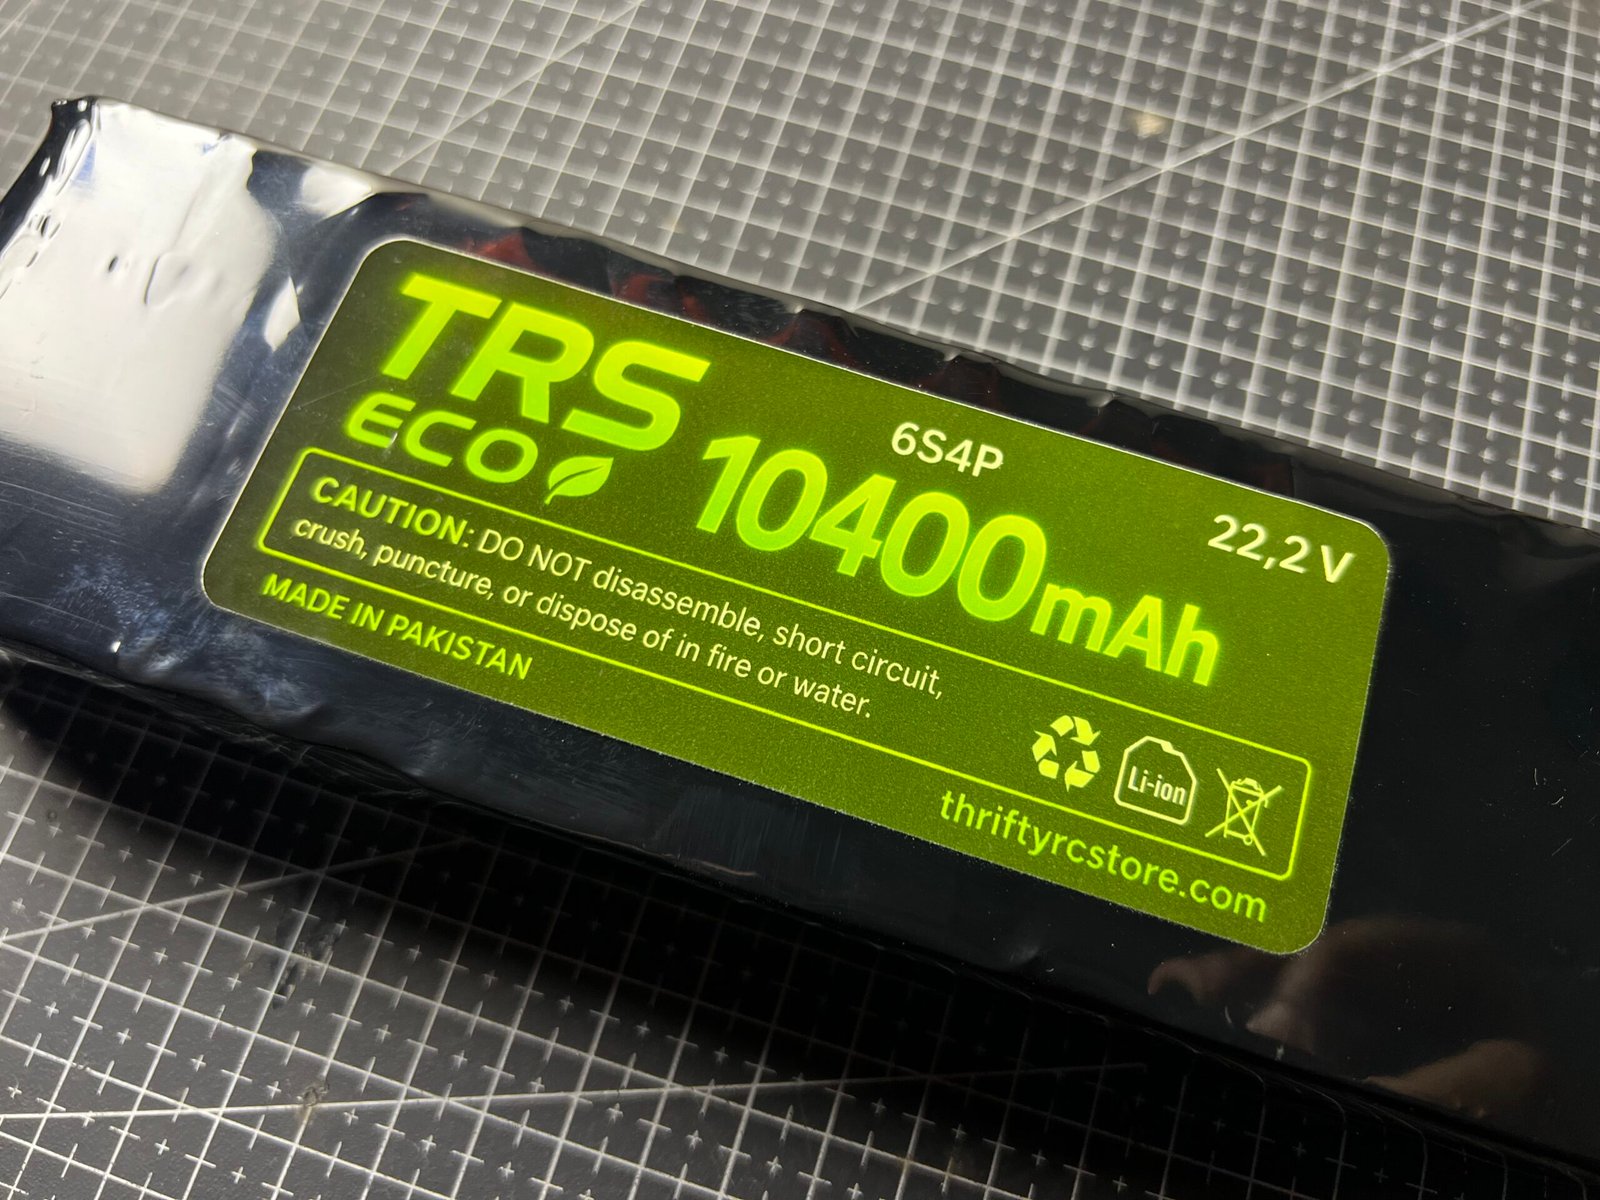 TRS
ECO
6S4P
10400mAh
22,2 V
CAUTION: DO NOT disassemble, short circuit,
crush, puncture, or dispose of in fire or water.
Li-ion
MADE IN PAKISTAN
thriftyrcstore.com